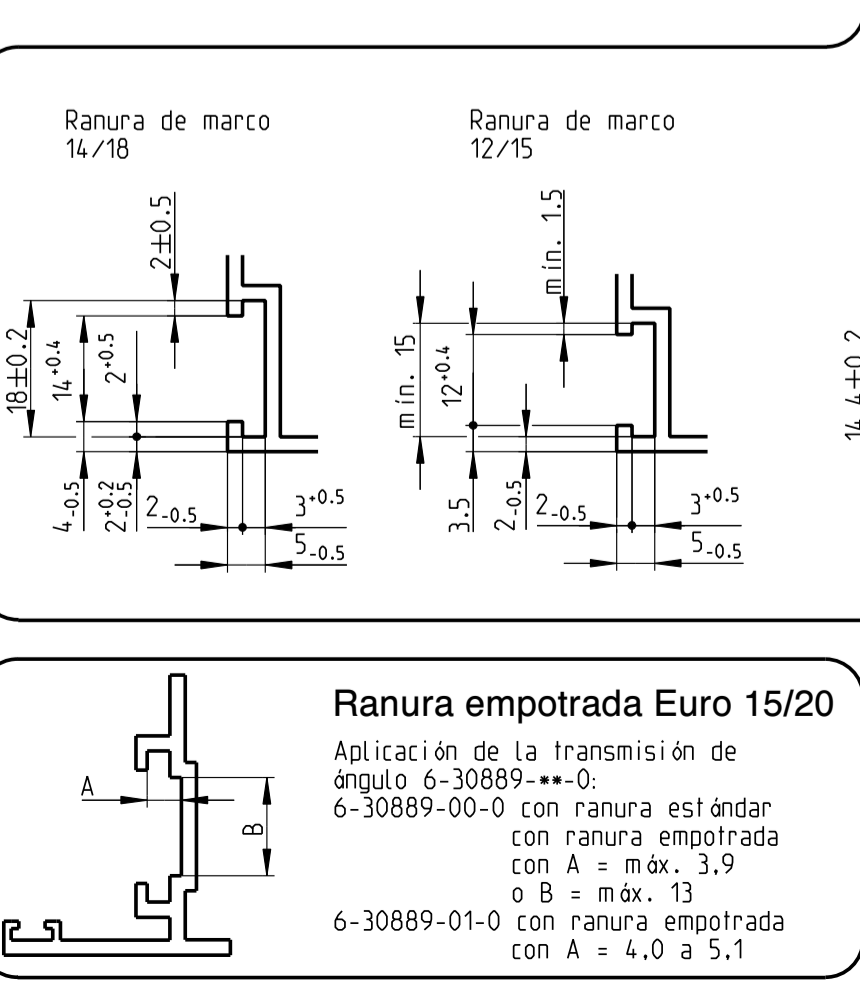 Ranura de marco
14/18
2±0.5
18±0.2
14+0.4
2+0.5
4-0.5
2+0.2-0.5
2-0.5
3+0.5
5-0.5
Ranura de marco
12/15
mín. 1.5
mín. 15
12+0.4
3.5
2-0.5
2-0.5
3+0.5
5-0.5
14.4±0.2
A
B
Ranura empotrada Euro 15/20
Aplicación de la transmisión de
ángulo 6-30889-**-0:
6-30889-00-0 con ranura estándar
con ranura empotrada
con A = máx. 3,9
o B = máx. 13
6-30889-01-0 con ranura empotrada
con A = 4,0 a 5,1